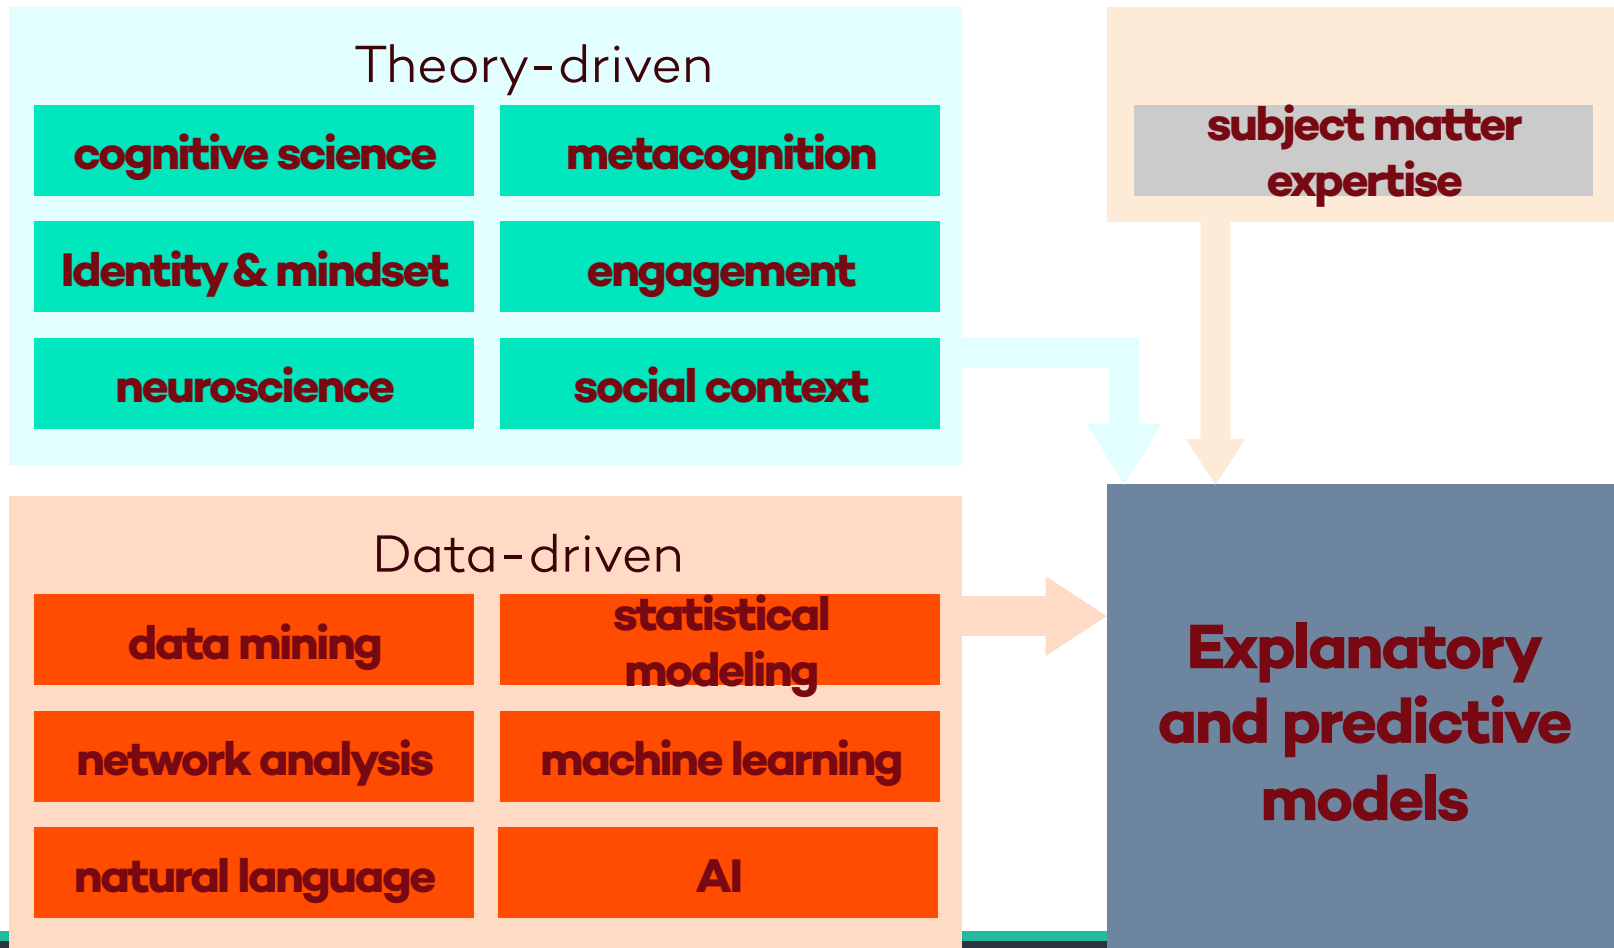 Theory-driven
cognitive science
metacognition
Identity & mindset
engagement
neuroscience
social context
subject matter
expertise
Data-driven
data mining
statistical
modeling
network analysis
machine learning
natural language
AI
Explanatory
and predictive
models